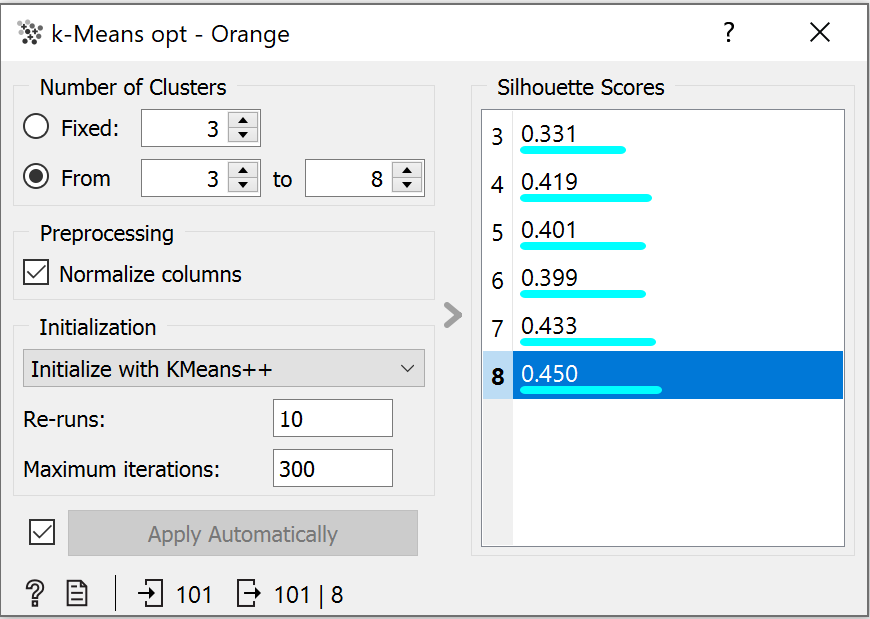 k-Means opt - Orange
?
Number of Clusters
Fixed: 3
From 3 to 8
Preprocessing
Normalize columns
Initialization
Initialize with KMeans++
Re-runs: 10
Maximum iterations: 300
Apply Automatically
? 101 101 | 8
Silhouette Scores
3 0.331
4 0.419
5 0.401
6 0.399
7 0.433
8 0.450